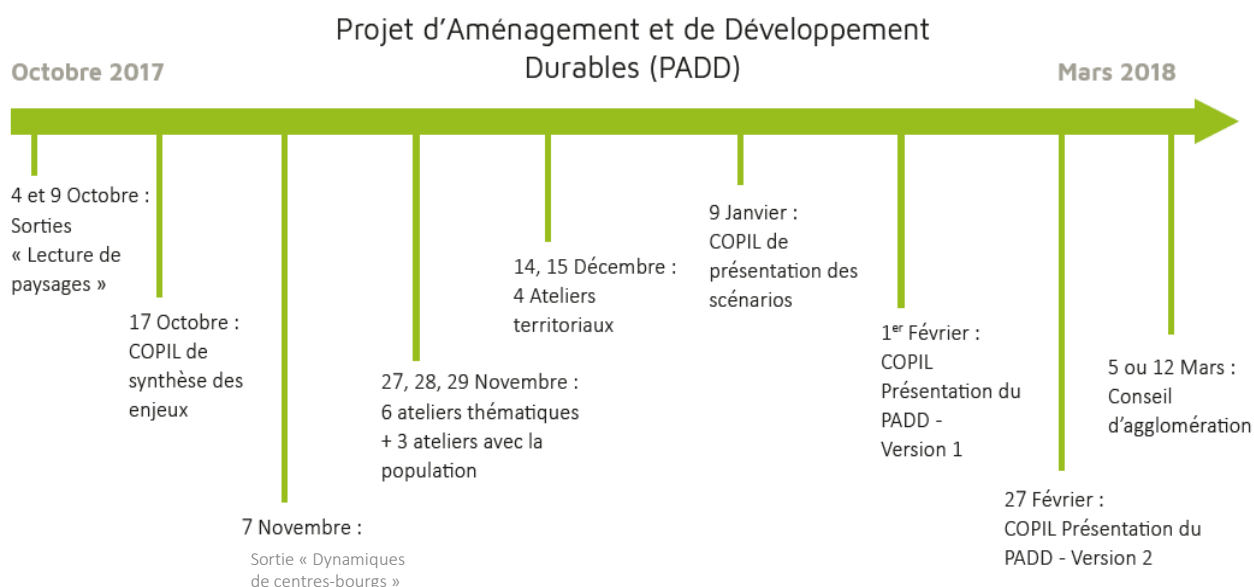 Projet d’Aménagement et de Développement
Durables (PADD)
Octobre 2017
Mars 2018
4 et 9 Octobre :
Sorties
« Lecture de
paysages »
17 Octobre :
COPIL de
synthèse des
enjeux
7 Novembre :
Sortie « Dynamiques
de centres-bourgs »
27, 28, 29 Novembre :
6 ateliers thématiques
+ 3 ateliers avec la
population
14, 15 Décembre :
4 Ateliers
territoriaux
9 Janvier :
COPIL de
présentation des
scénarios
1er Février :
COPIL
Présentation du
PADD -
Version 1
27 Février :
COPIL Présentation du
PADD - Version 2
5 ou 12 Mars :
Conseil
d’agglomération